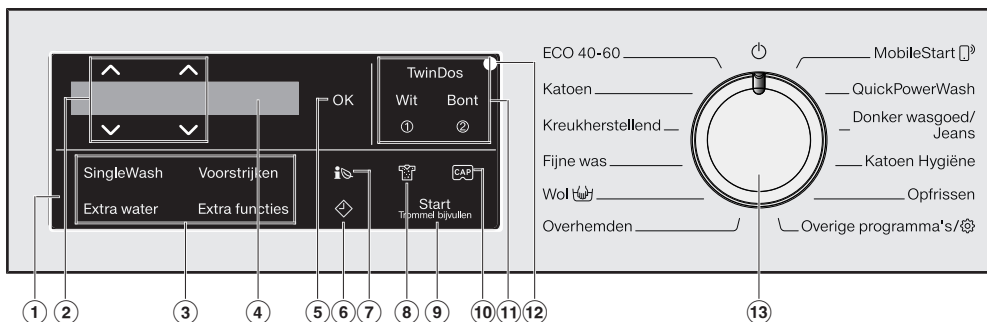 OK
TwinDos
Wit Bont
① ②
SingleWash Voorstrijken
Extra water Extra functies
CAP
Start
Trommel bijvullen
ECO 40-60
Katoen
Kreukherstellend
Fijne was
Wol
Overhemden
MobileStart
QuickPowerWash
Donker wasgoed/
Jeans
Katoen Hygiëne
Opfrissen
Overige programma's/
① ② ③ ④ ⑤ ⑥ ⑦ ⑧ ⑨ ⑩ ⑪ ⑫ ⑬